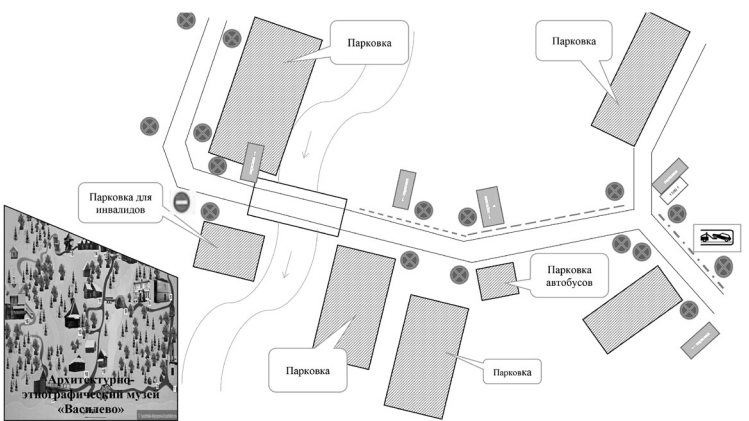 Парковка
Парковка
Парковка для
инвалидов
Парковка
автобусов
Парковка
Парковка
Архитектурно-
этнографический музей
«Василево»